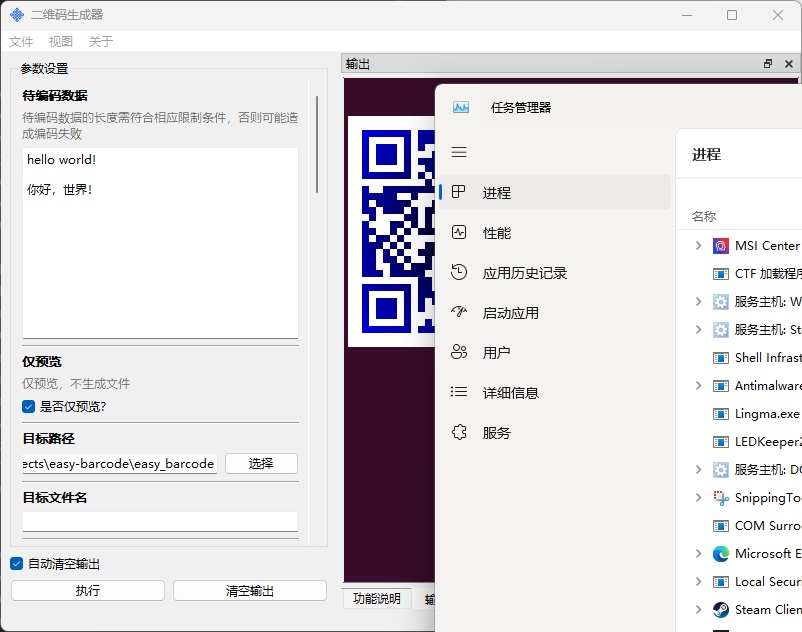 二维码生成器
文件 视图 关于
参数设置
待编码数据
待编码数据的长度需符合相应限制条件，否则可能造
成编码失败
hello world!
你好，世界！
仅预览
仅预览，不生成文件
是否仅预览?
目标路径
ects\easy-barcode\easy_barcode 选择
目标文件名
自动清空输出
执行 清空输出
输出
功能说明 输
任务管理器
进程
性能
应用历史记录
启动应用
用户
详细信息
服务
进程
名称
MSI Center
CTF 加载程序
服务主机: W
服务主机: St
Shell Infrast
Antimalware
Lingma.exe
LEDKeeper2
服务主机: DC
SnippingToo
COM Surro
Microsoft E
Local Securi
Steam Clien